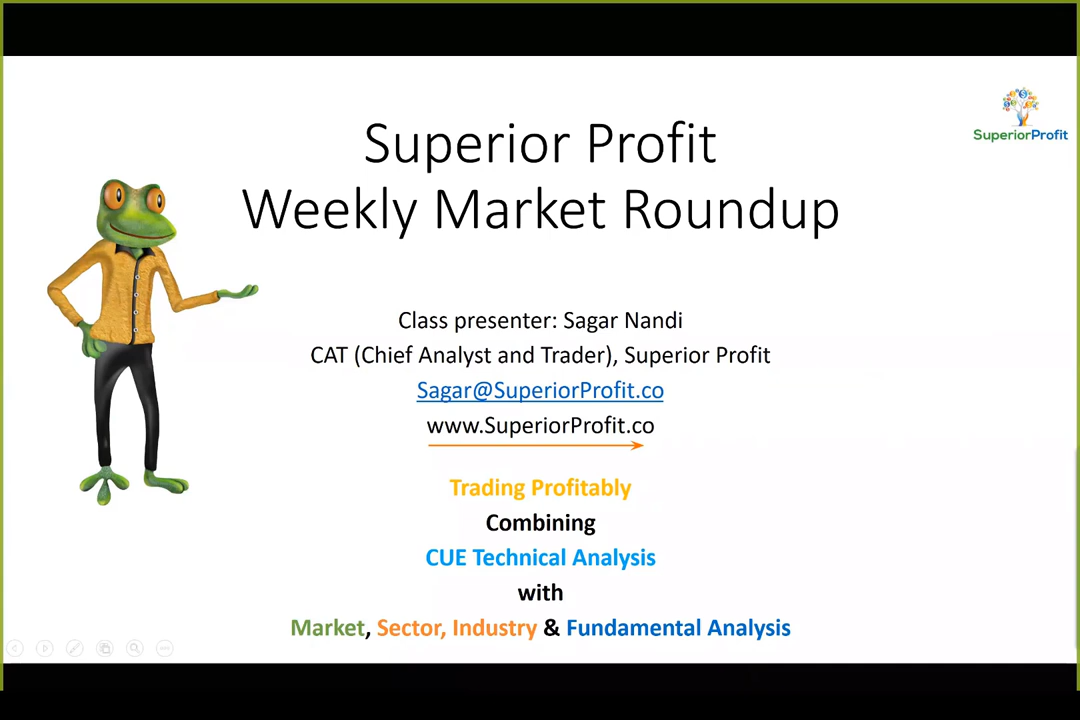 SuperiorProfit
Superior Profit
Weekly Market Roundup
Class presenter: Sagar Nandi
CAT (Chief Analyst and Trader), Superior Profit
Sagar@SuperiorProfit.co
www.SuperiorProfit.co
Trading Profitably
Combining
CUE Technical Analysis
with
Market, Sector, Industry & Fundamental Analysis